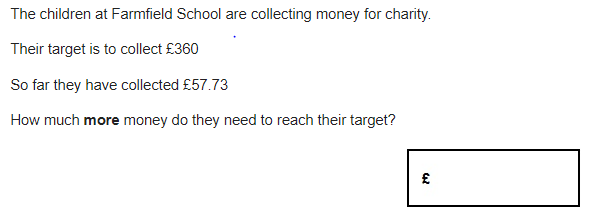 The children at Farmfield School are collecting money for charity.
Their target is to collect £360
So far they have collected £57.73
How much more money do they need to reach their target?
£